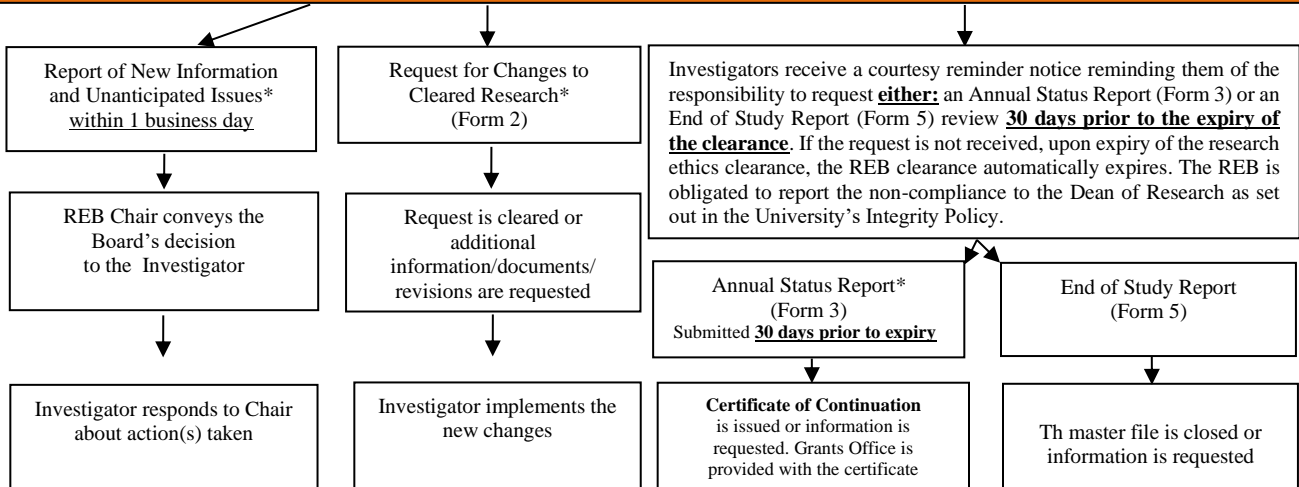 Report of New Information
and Unanticipated Issues*
within 1 business day
Request for Changes to
Cleared Research*
(Form 2)
Investigators receive a courtesy reminder notice reminding them of the
responsibility to request either: an Annual Status Report (Form 3) or an
End of Study Report (Form 5) review 30 days prior to the expiry of
the clearance. If the request is not received, upon expiry of the research
ethics clearance, the REB clearance automatically expires. The REB is
obligated to report the non-compliance to the Dean of Research as set
out in the University's Integrity Policy.
REB Chair conveys the
Board's decision
to the Investigator
Request is cleared or
additional
information/documents/
revisions are requested
Annual Status Report*
(Form 3)
Submitted 30 days prior to expiry
End of Study Report
(Form 5)
Investigator responds to Chair
about action(s) taken
Investigator implements the
new changes
Certificate of Continuation
is issued or information is
requested. Grants Office is
provided with the certificate
Th master file is closed or
information is requested